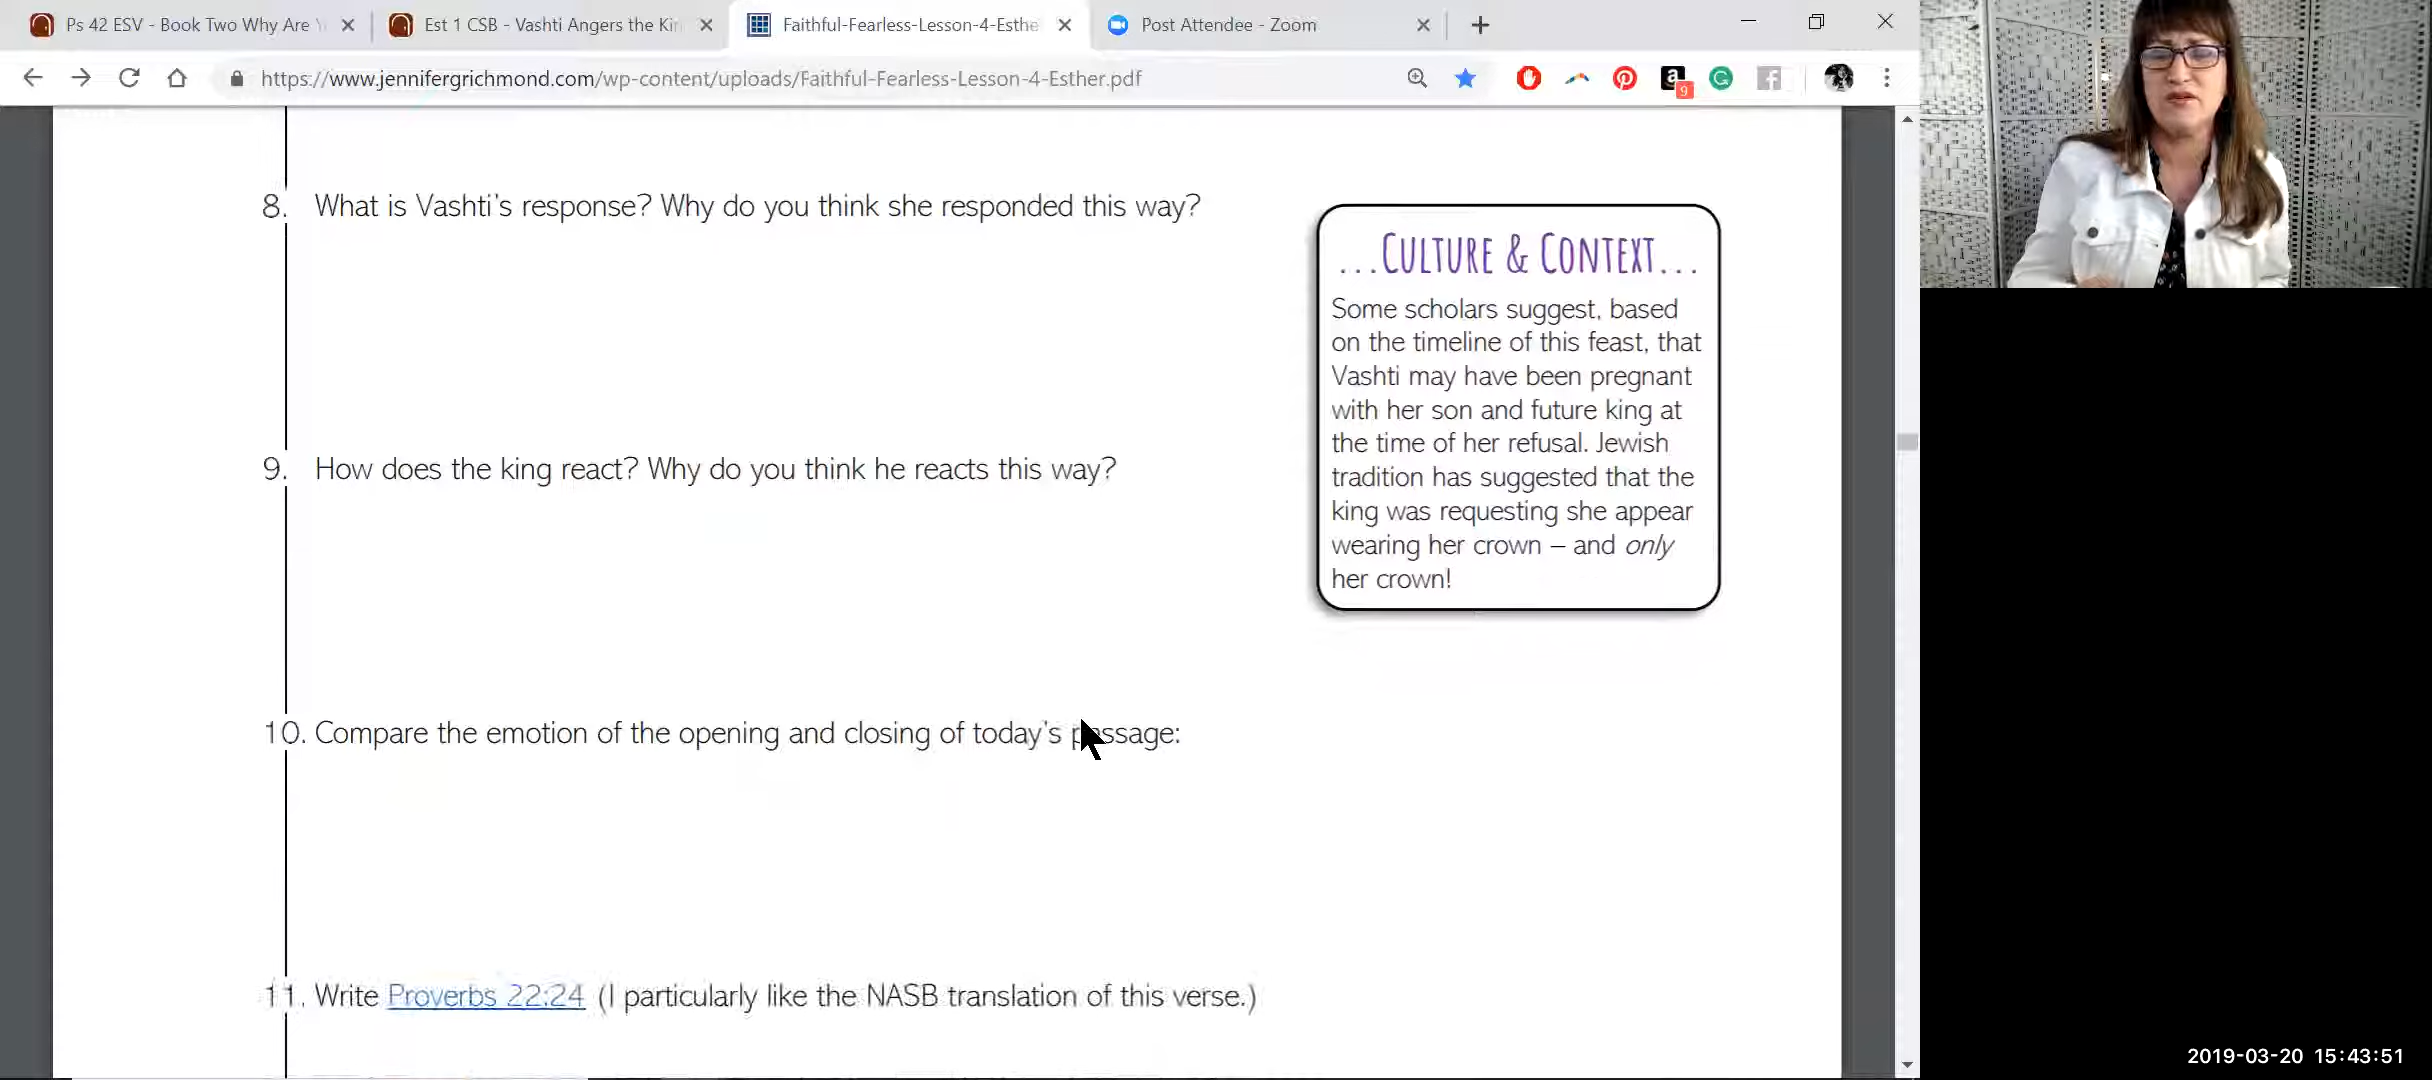 Ps 42 ESV - Book Two Why Are Y
Est 1 CSB - Vashti Angers the Kin
Faithful-Fearless-Lesson-4-Esthe
Post Attendee - Zoom
https://www.jennifergrichmond.com/wp-content/uploads/Faithful-Fearless-Lesson-4-Esther.pdf
9
8. What is Vashti's response? Why do you think she responded this way?
...CULTURE & CONTEXT...
Some scholars suggest, based
on the timeline of this feast, that
Vashti may have been pregnant
with her son and future king at
the time of her refusal. Jewish
tradition has suggested that the
king was requesting she appear
wearing her crown – and only
her crown!
9. How does the king react? Why do you think he reacts this way?
10. Compare the emotion of the opening and closing of today's passage:
11. Write Proverbs 22:24 (I particularly like the NASB translation of this verse.)
2019-03-20 15:43:51